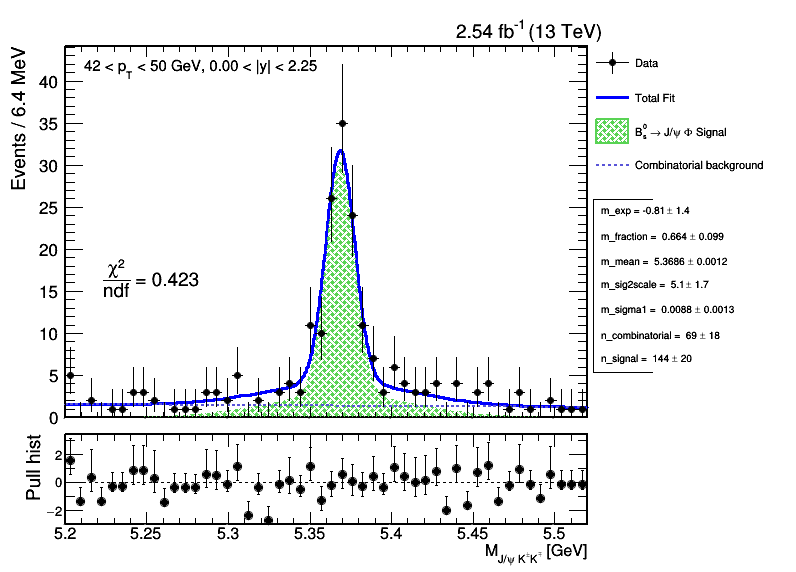 2.54 fb⁻¹ (13 TeV)
42 < p_T < 50 GeV, 0.00 < |y| < 2.25
Events / 6.4 MeV
40
35
30
25
20
15
10
5
0
χ²/ndf = 0.423
Data
Total Fit
B_s^0 → J/ψ Φ Signal
Combinatorial background
m_exp = -0.81 ± 1.4
m_fraction = 0.664 ± 0.099
m_mean = 5.3686 ± 0.0012
m_sig2scale = 5.1 ± 1.7
m_sigma1 = 0.0088 ± 0.0013
n_combinatorial = 69 ± 18
n_signal = 144 ± 20
Pull hist
2
0
−2
5.2 5.25 5.3 5.35 5.4 5.45 5.5
M_{J/ψ K^± K^∓} [GeV]